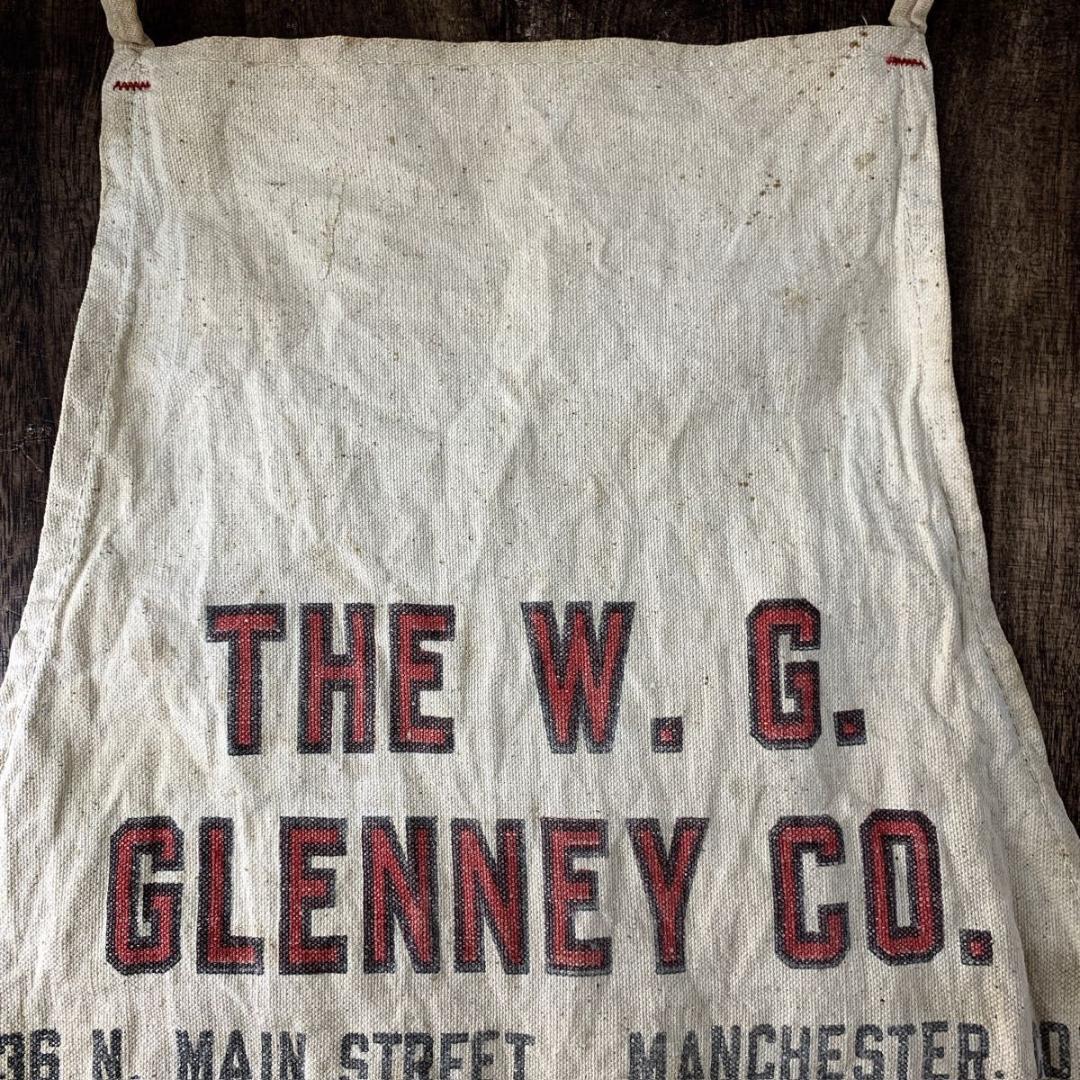 THE W. G.
GLENNEY CO.
36 N. MAIN STREET MANCHESTER,